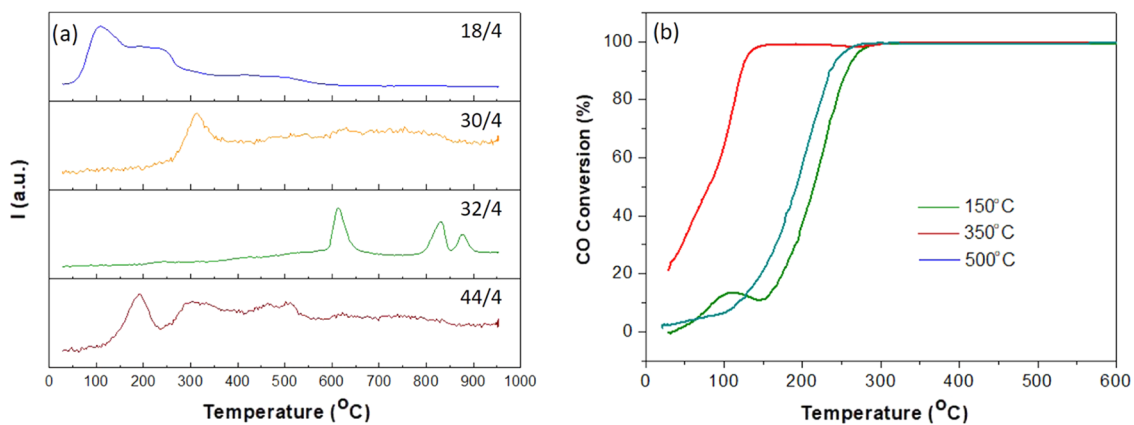 (a)
18/4
30/4
32/4
44/4
I (a.u.)
0 100 200 300 400 500 600 700 800 900 1000
Temperature (°C)
(b)
100
80
60
40
20
0
CO Conversion (%)
150°C
350°C
500°C
0 100 200 300 400 500 600
Temperature (°C)